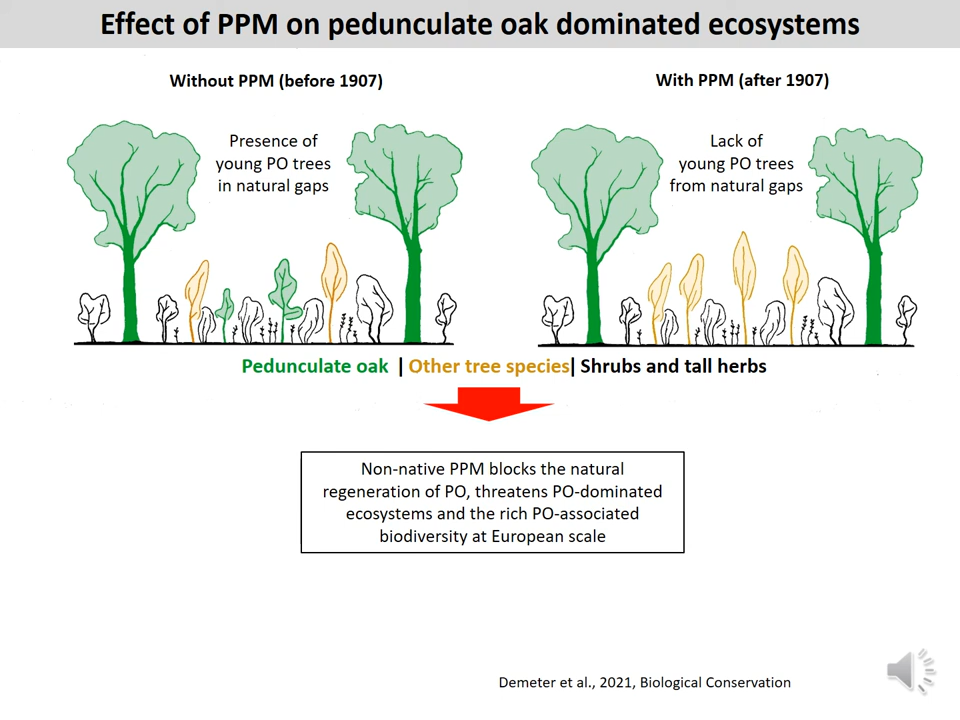 Effect of PPM on pedunculate oak dominated ecosystems
Without PPM (before 1907)
Presence of
young PO trees
in natural gaps
With PPM (after 1907)
Lack of
young PO trees
from natural gaps
Pedunculate oak | Other tree species| Shrubs and tall herbs
Non-native PPM blocks the natural
regeneration of PO, threatens PO-dominated
ecosystems and the rich PO-associated
biodiversity at European scale
Demeter et al., 2021, Biological Conservation